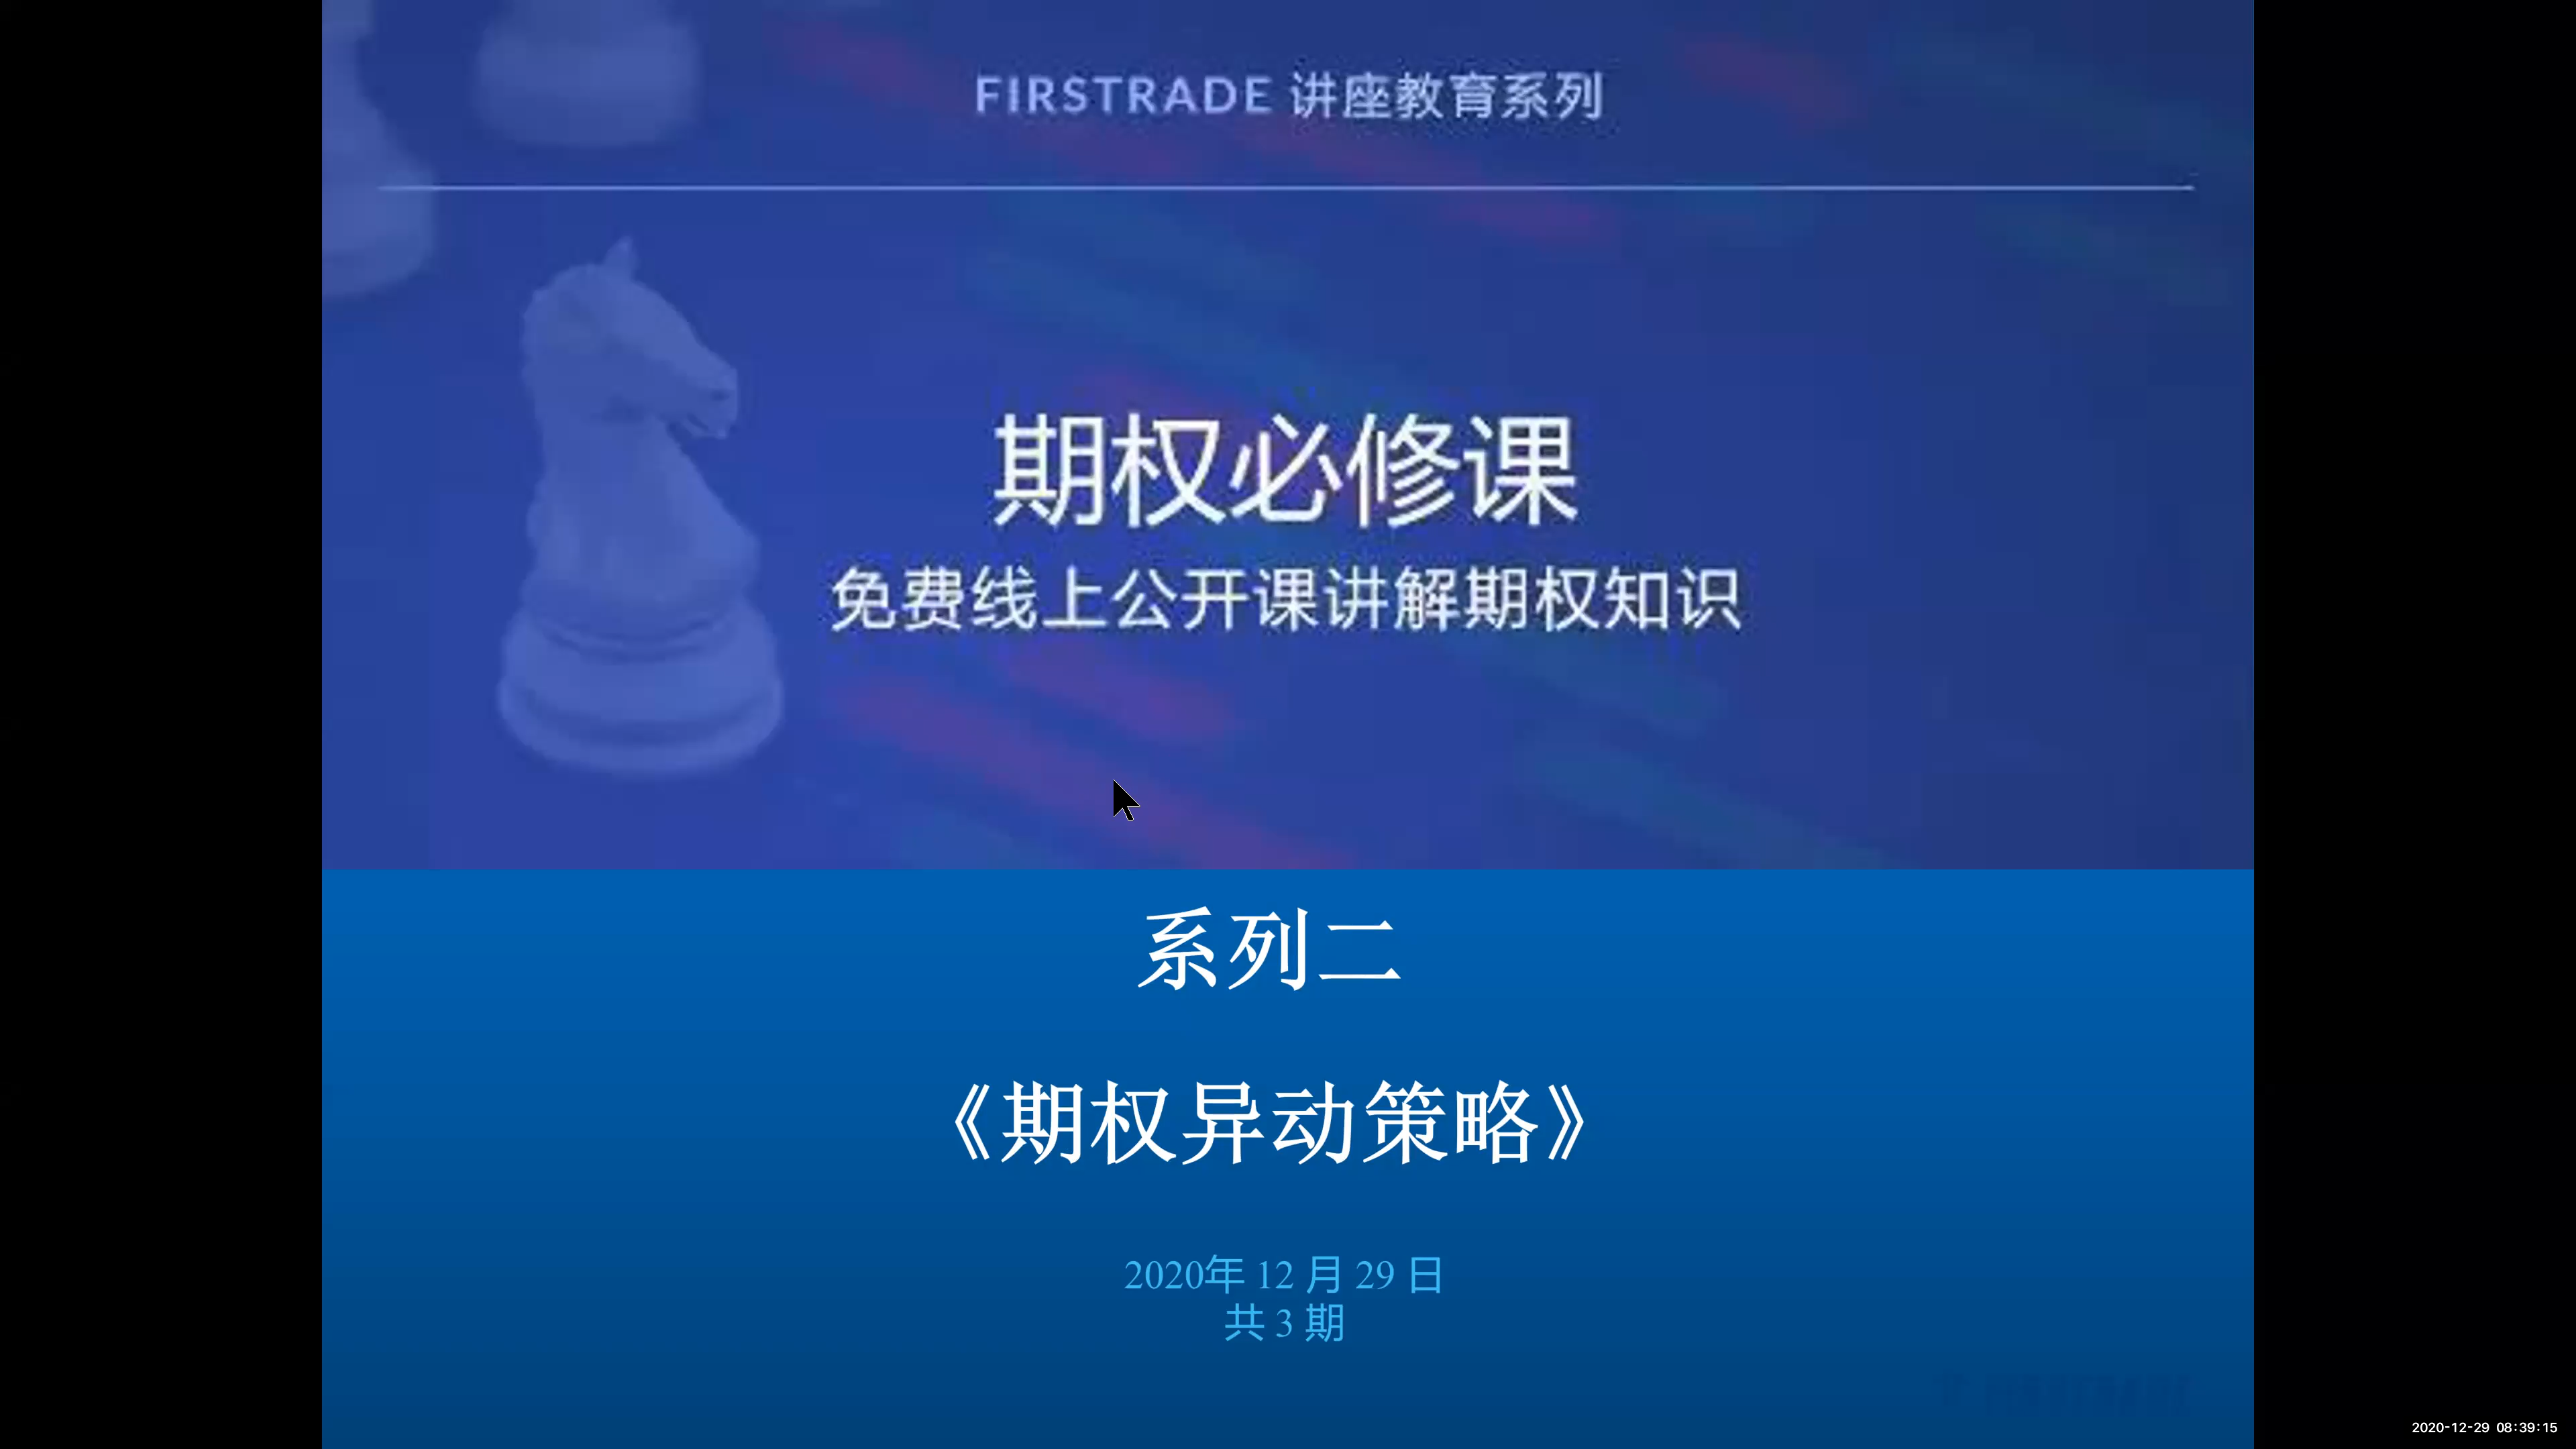 FIRSTRADE 讲座教育系列
期权必修课
免费线上公开课讲解期权知识
系列二
《期权异动策略》
2020年 12 月 29 日
共 3 期
2020-12-29 08:39:15